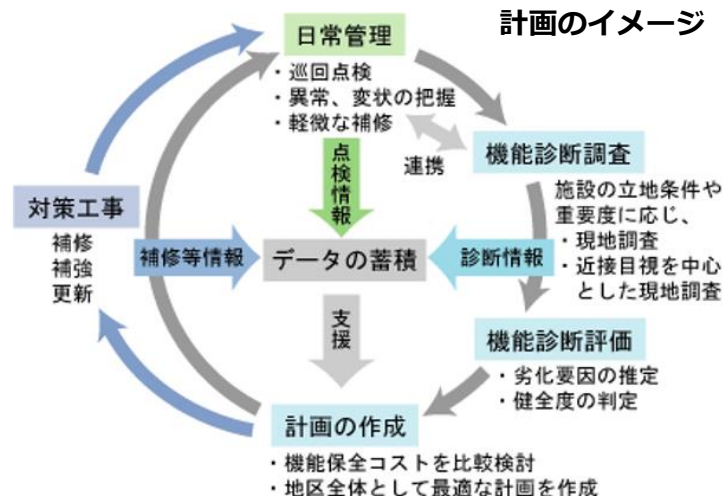 計画のイメージ
日常管理
・巡回点検
・異常、変状の把握
・軽微な補修
点検情報
連携
機能診断調査
施設の立地条件や
重要度に応じ、
・現地調査
・近接目視を中心
とした現地調査
対策工事
補修
補強
更新
補修等情報
データの蓄積
診断情報
支援
機能診断評価
・劣化要因の推定
・健全度の判定
計画の作成
・機能保全コストを比較検討
・地区全体として最適な計画を作成